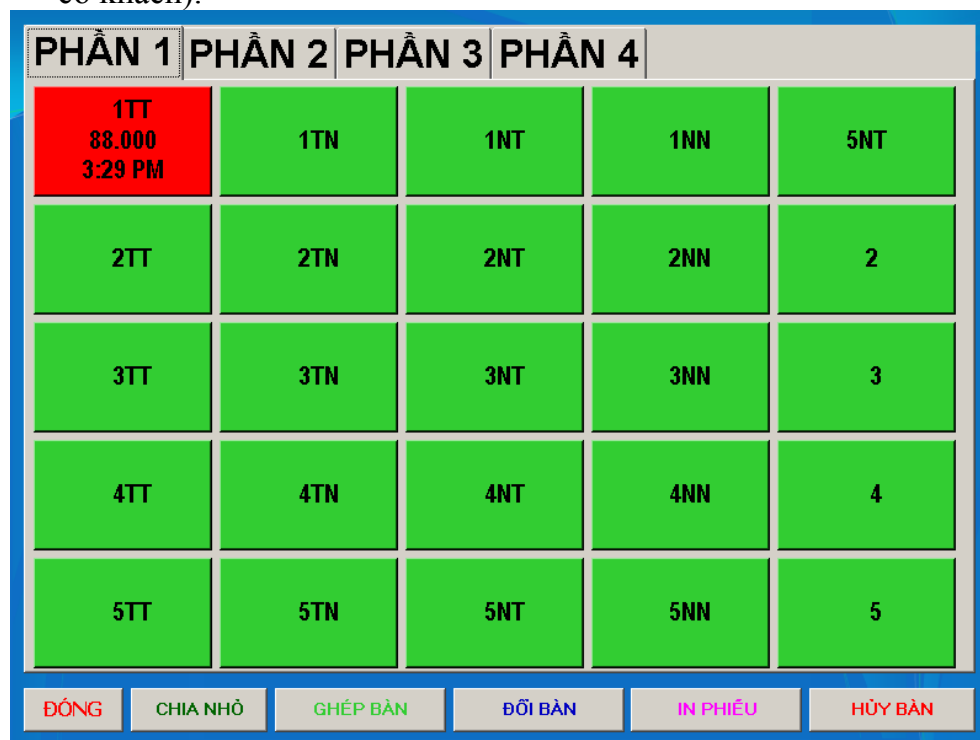 có khách).
PHẦN 1 PHẦN 2 PHẦN 3 PHẦN 4
1TT
88.000
3:29 PM
1TN
1NT
1NN
5NT
2TT
2TN
2NT
2NN
2
3TT
3TN
3NT
3NN
3
4TT
4TN
4NT
4NN
4
5TT
5TN
5NT
5NN
5
ĐÓNG CHIA NHỎ GHÉP BÀN ĐỔI BÀN IN PHIẾU HỦY BÀN